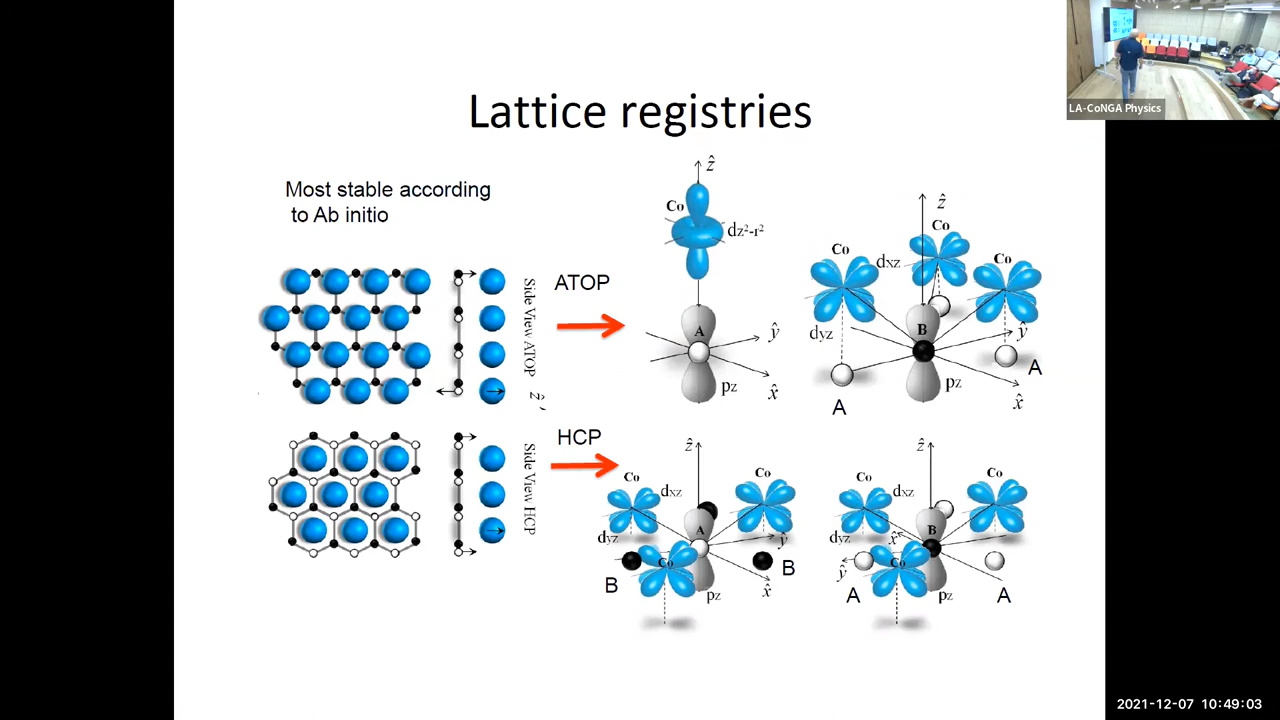 LA-CoNGA Physics
Lattice registries
Most stable according
to Ab initio
Side View ATOP
ẑ
ATOP
ẑ
Co
dz²-r²
A
ŷ
x̂
pz
ẑ
Co
Co
Co
dxz
dyz
B
ŷ
x̂
pz
A
A
Side View HCP
HCP
ẑ
Co
Co
dxz
dyz
A
ŷ
Co
B
B
x̂
pz
ẑ
Co
Co
dxz
dyz
x̂
B
ŷ
Co
A
A
pz
2021-12-07 10:49:03